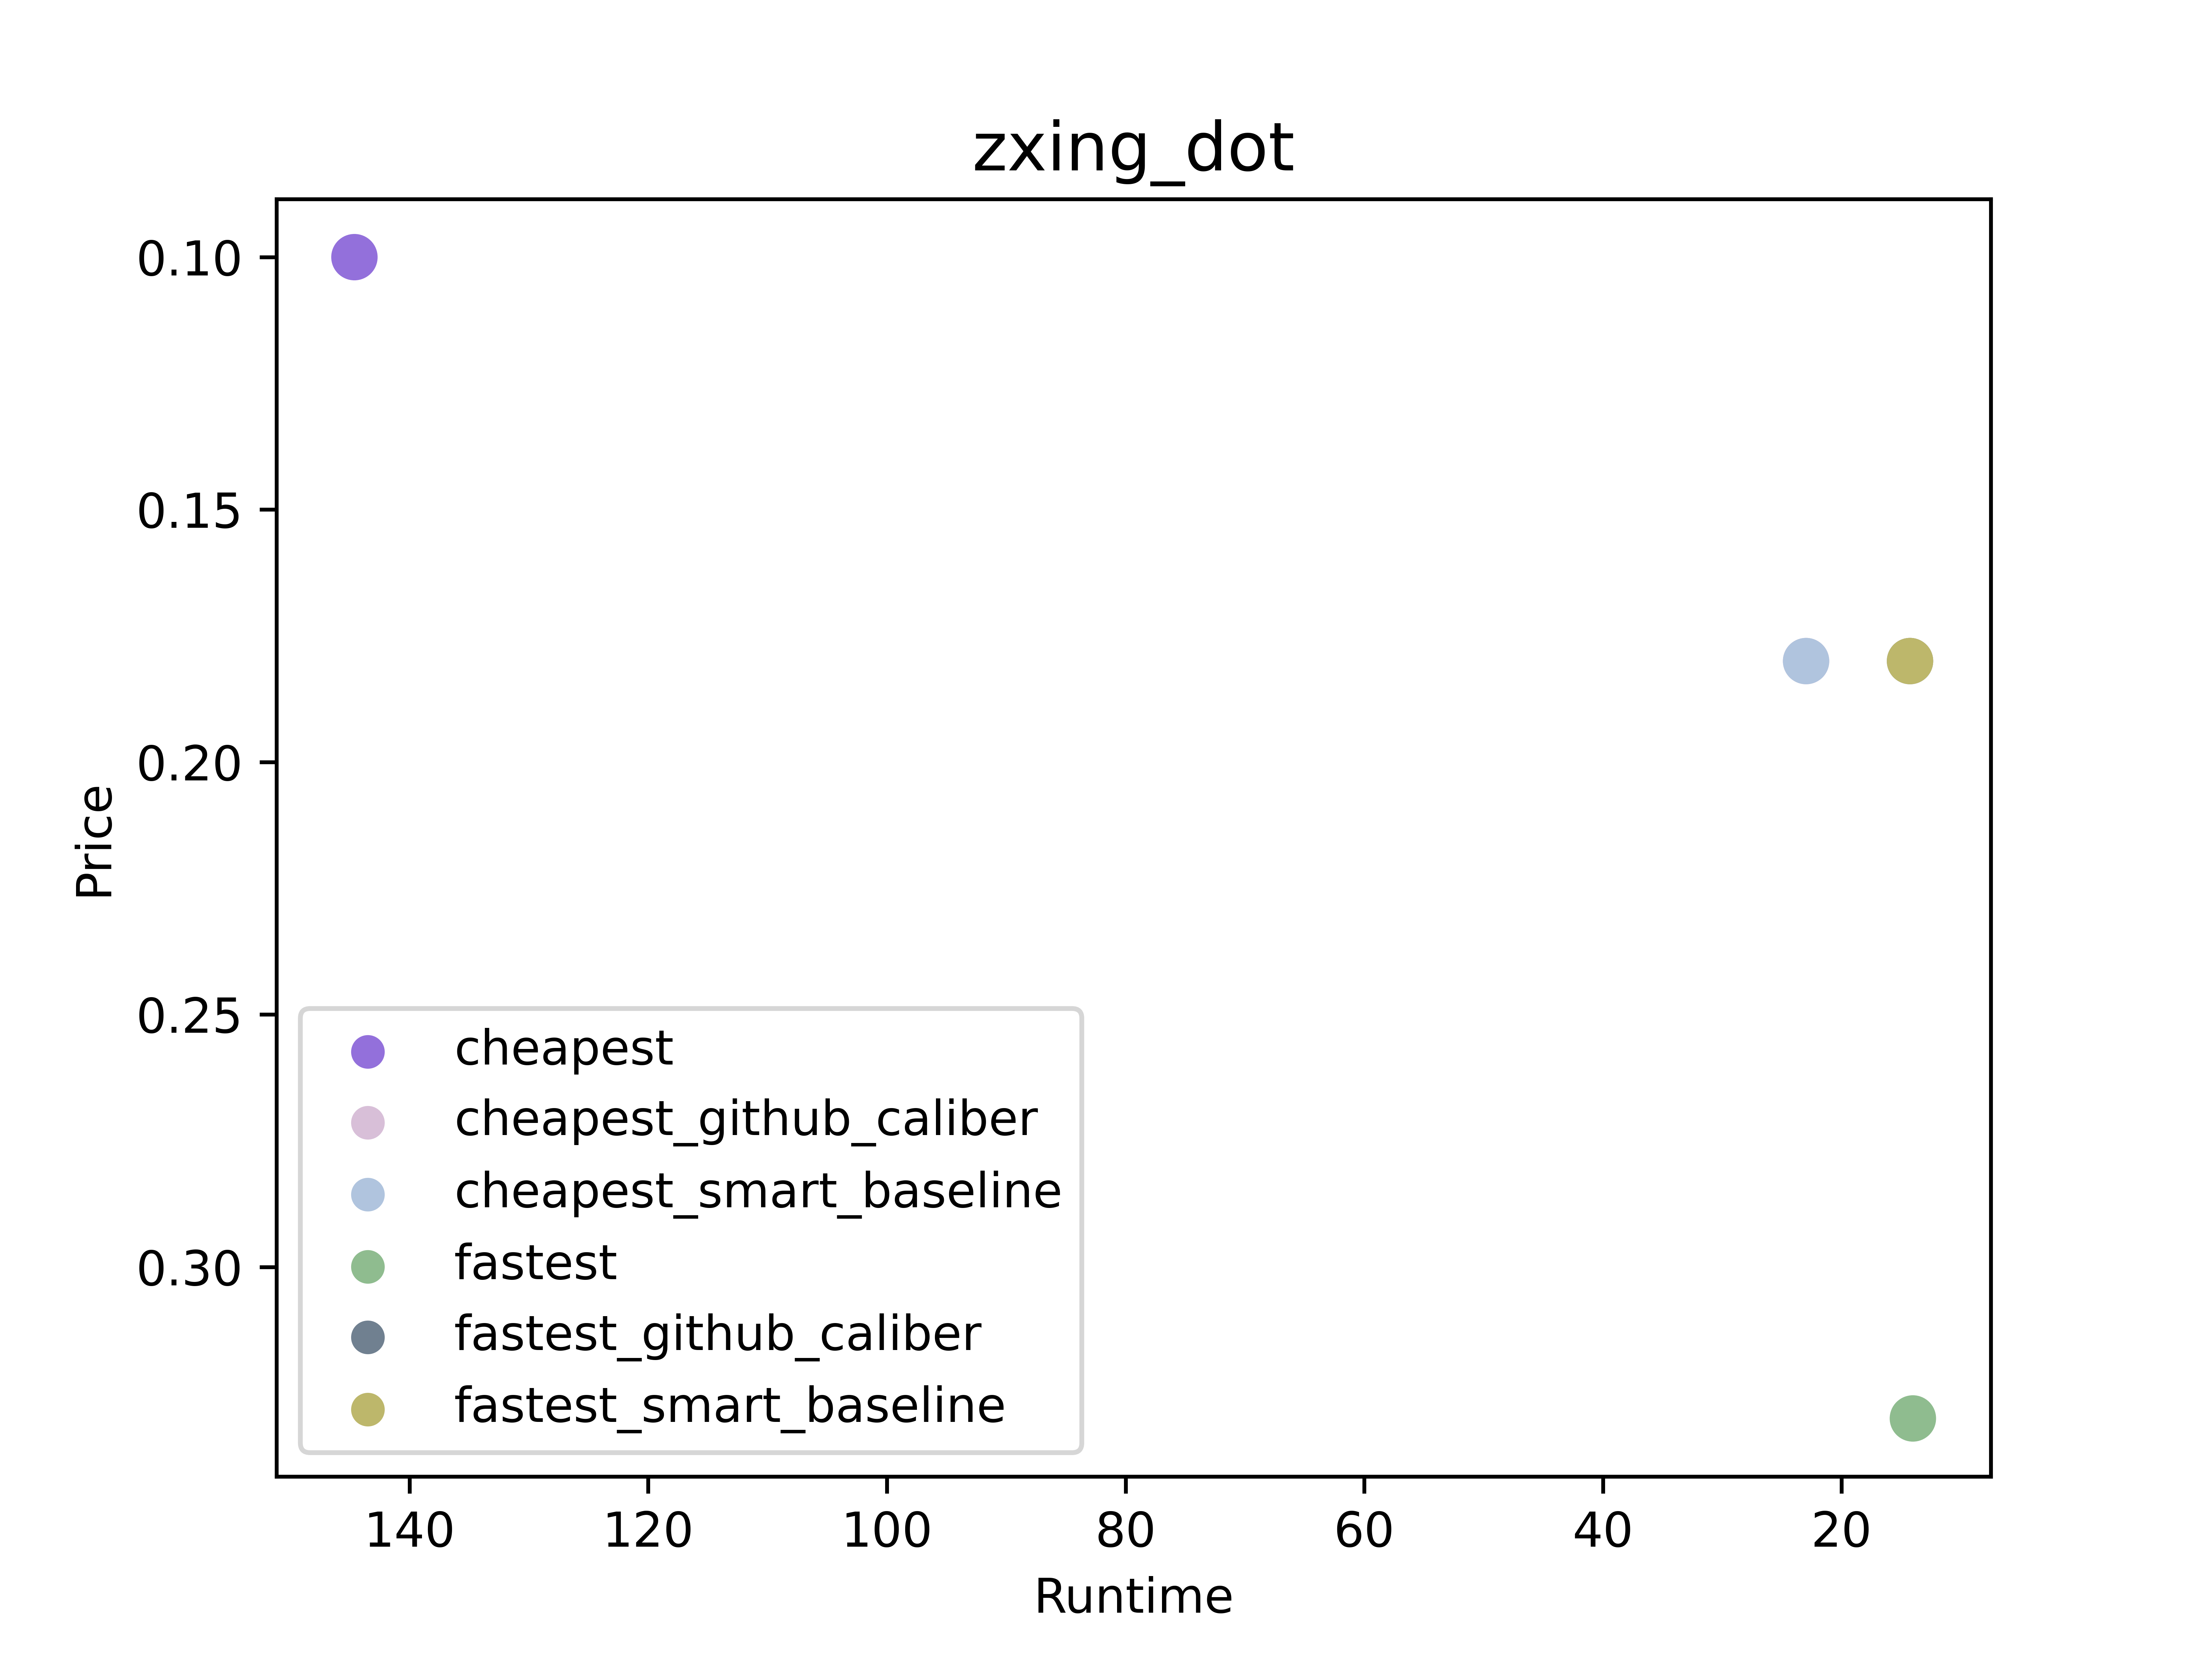 zxing_dot
0.10
0.15
0.20
0.25
0.30
Price
cheapest
cheapest_github_caliber
cheapest_smart_baseline
fastest
fastest_github_caliber
fastest_smart_baseline
140 120 100 80 60 40 20
Runtime